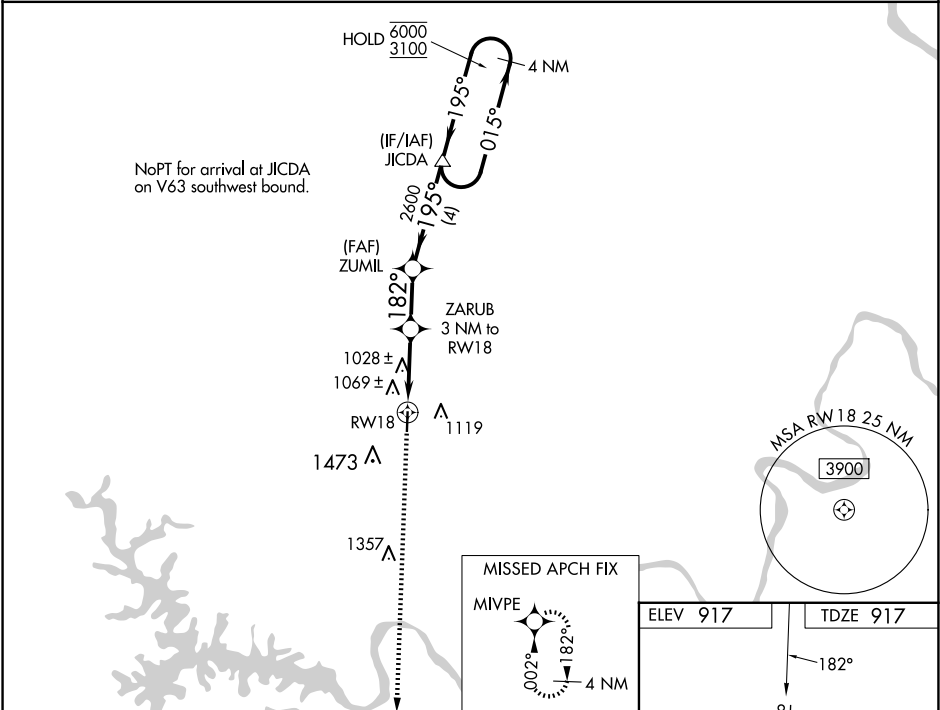 HOLD 6000
3100
4 NM
195°
015°
(IF/IAF)
JICDA
NoPT for arrival at JICDA
on V63 southwest bound.
2600
195°
(4)
(FAF)
ZUMIL
182°
ZARUB
3 NM to
RW18
1028 ±
1069 ±
RW18
1119
1473
1357
MSA RW18 25 NM
3900
MISSED APCH FIX
MIVPE
002°
182°
4 NM
ELEV 917
TDZE 917
182°